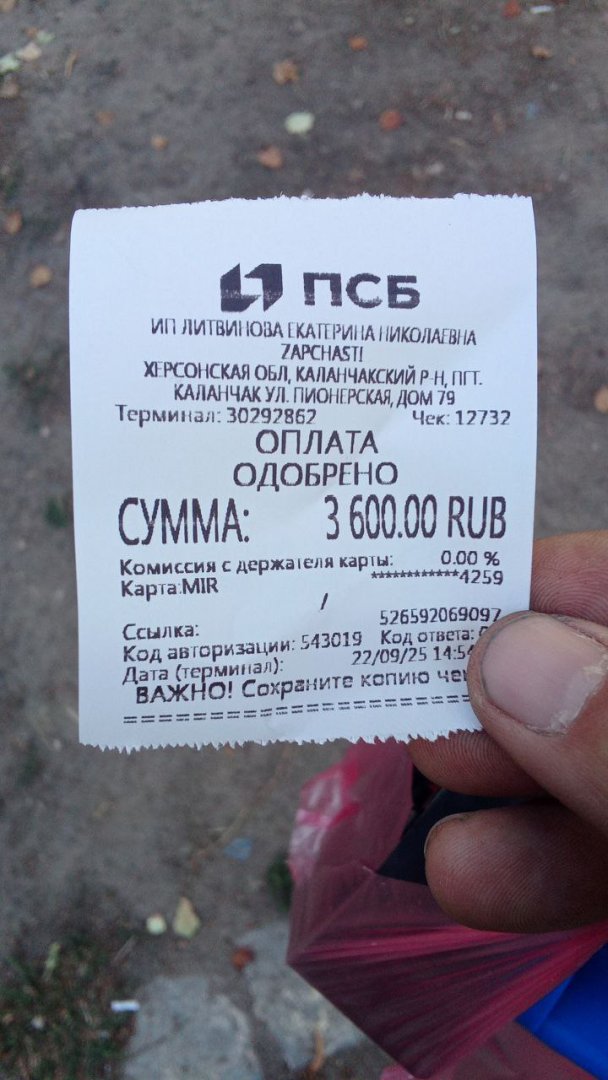 ПСБ
ИП ЛИТВИНОВА ЕКАТЕРИНА НИКОЛАЕВНА
ZAPCHASTI
ХЕРСОНСКАЯ ОБЛ, КАЛАНЧАКСКИЙ Р-Н, ПГТ.
КАЛАНЧАК УЛ. ПИОНЕРСКАЯ, ДОМ 79
Терминал: 30292862 Чек: 12732
ОПЛАТА
ОДОБРЕНО
СУММА: 3 600.00 RUB
Комиссия с держателя карты: 0.00 %
Карта:MIR ************4259
/
Ссылка: 526592069097
Код авторизации: 543019 Код ответа:
Дата (терминал): 22/09/25 14:54
ВАЖНО! Сохраните копию